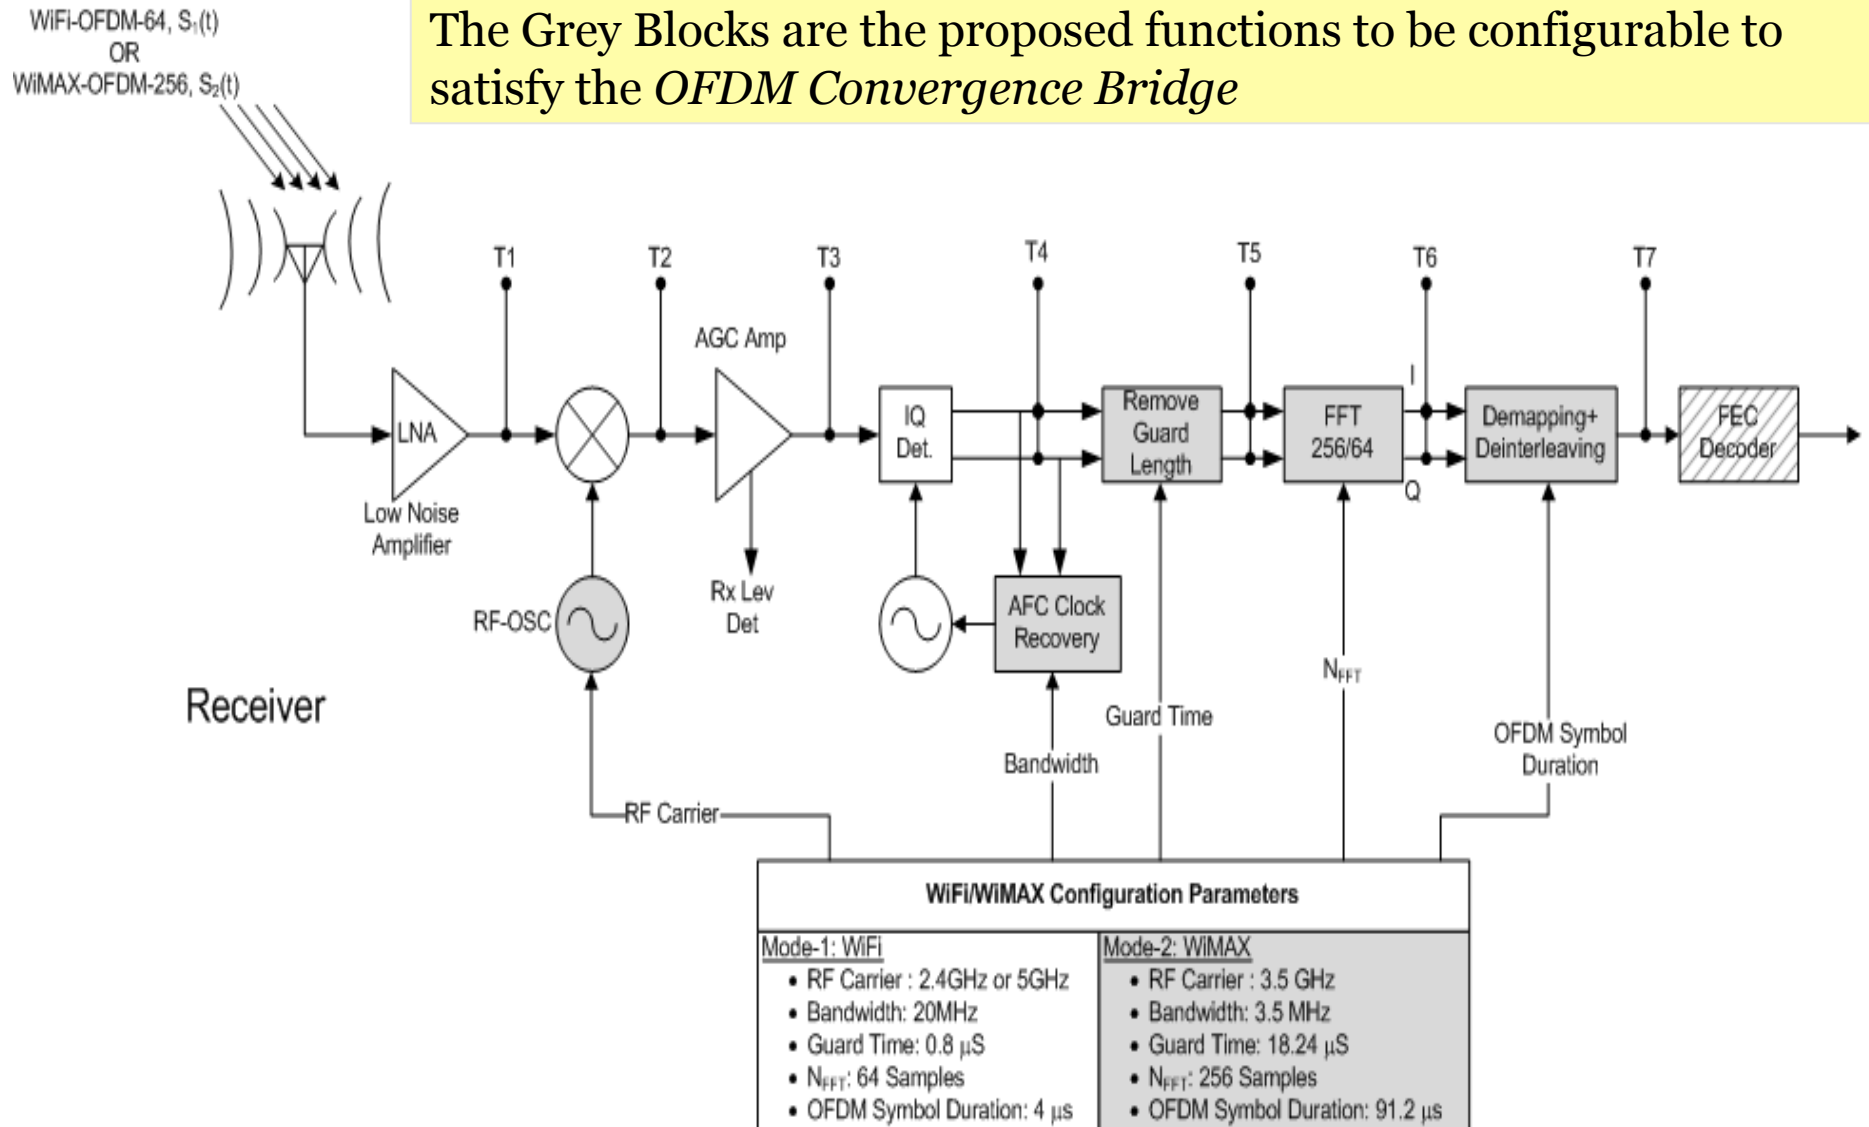 WiFi-OFDM-64, S₁(t)
OR
WiMAX-OFDM-256, S₂(t)
The Grey Blocks are the proposed functions to be configurable to
satisfy the OFDM Convergence Bridge
T1
T2
T3
T4
T5
T6
T7
AGC Amp
LNA
Low Noise
Amplifier
IQ
Det.
Remove
Guard
Length
FFT
256/64
I
Q
Demapping+
Deinterleaving
FEC
Decoder
RF-OSC
Rx Lev
Det
AFC Clock
Recovery
Receiver
RF Carrier
Bandwidth
Guard Time
N_FFT
OFDM Symbol
Duration
WiFi/WiMAX Configuration Parameters
Mode-1: WiFi
• RF Carrier : 2.4GHz or 5GHz
• Bandwidth: 20MHz
• Guard Time: 0.8 μS
• N_FFT: 64 Samples
• OFDM Symbol Duration: 4 μs
Mode-2: WiMAX
• RF Carrier : 3.5 GHz
• Bandwidth: 3.5 MHz
• Guard Time: 18.24 μS
• N_FFT: 256 Samples
• OFDM Symbol Duration: 91.2 μs